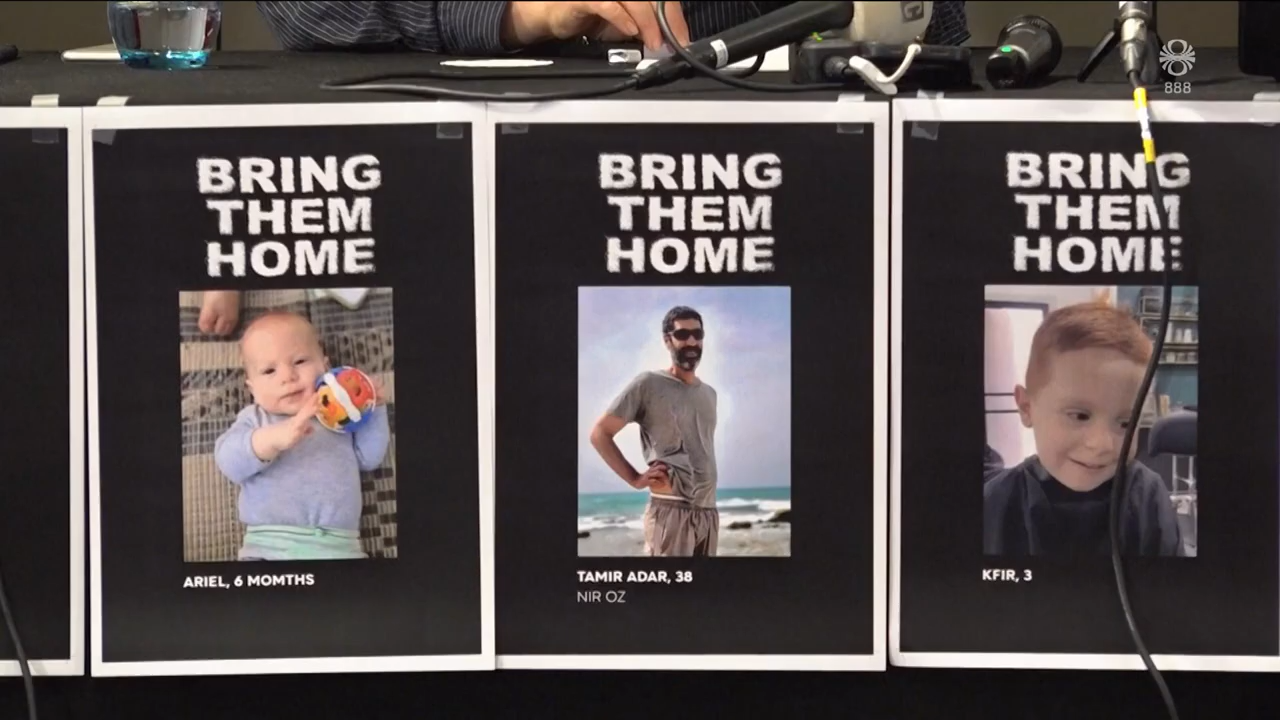 888
BRING
THEM
HOME
ARIEL, 6 MOMTHS
BRING
THEM
HOME
TAMIR ADAR, 38
NIR OZ
BRING
THEM
HOME
KFIR, 3